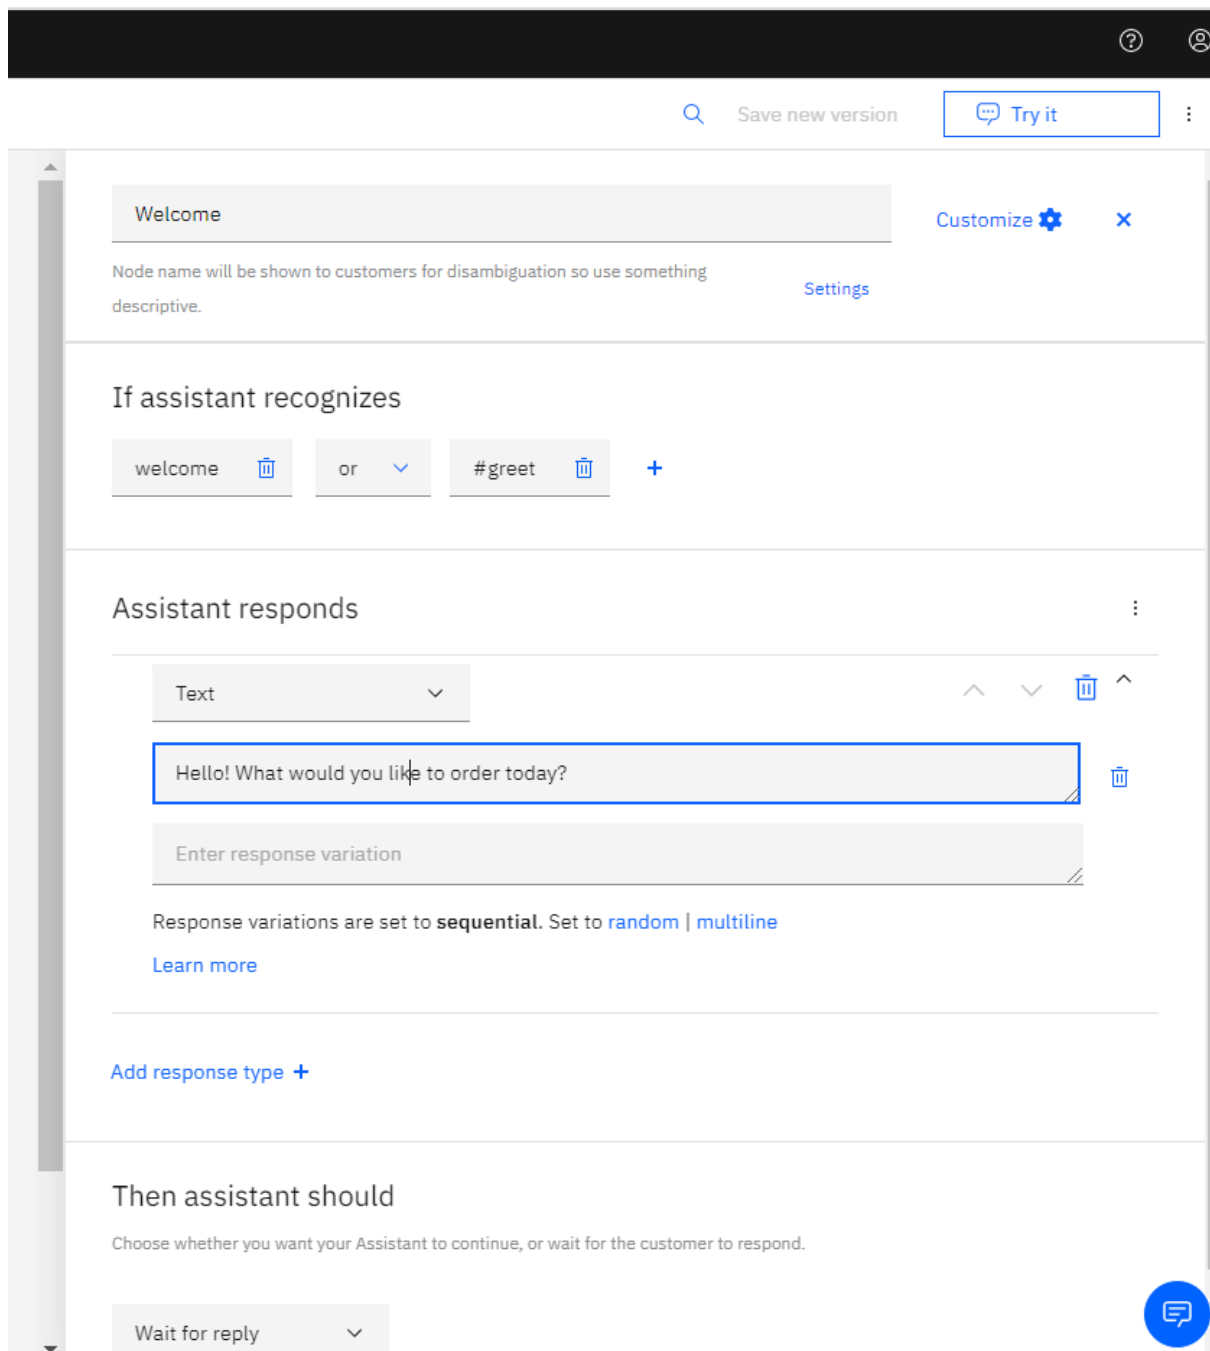 Save new version
Try it
Welcome
Customize
Node name will be shown to customers for disambiguation so use something
descriptive.
Settings
If assistant recognizes
welcome
or
#greet
Assistant responds
Text
Hello! What would you like to order today?
Enter response variation
Response variations are set to sequential. Set to random | multiline
Learn more
Add response type +
Then assistant should
Choose whether you want your Assistant to continue, or wait for the customer to respond.
Wait for reply